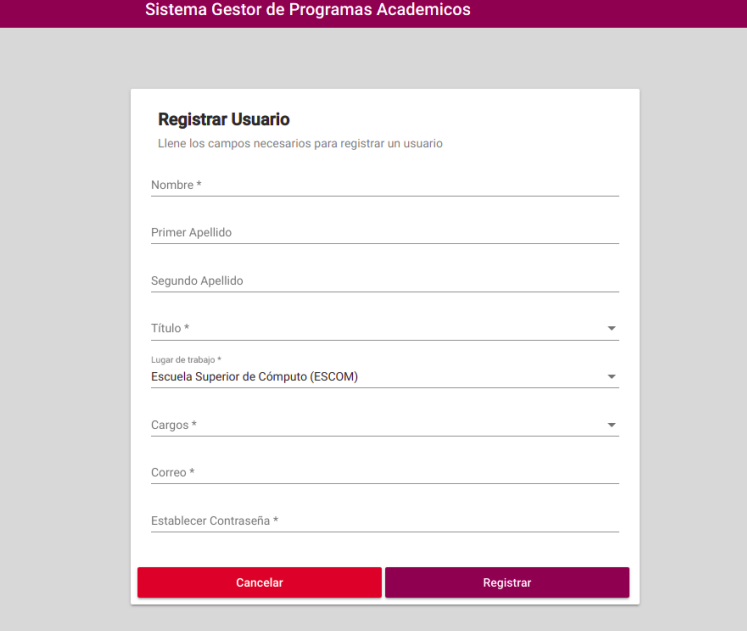 Sistema Gestor de Programas Academicos
Registrar Usuario
Llene los campos necesarios para registrar un usuario
Nombre *
Primer Apellido
Segundo Apellido
Título *
Lugar de trabajo *
Escuela Superior de Cómputo (ESCOM)
Cargos *
Correo *
Establecer Contraseña *
Cancelar
Registrar